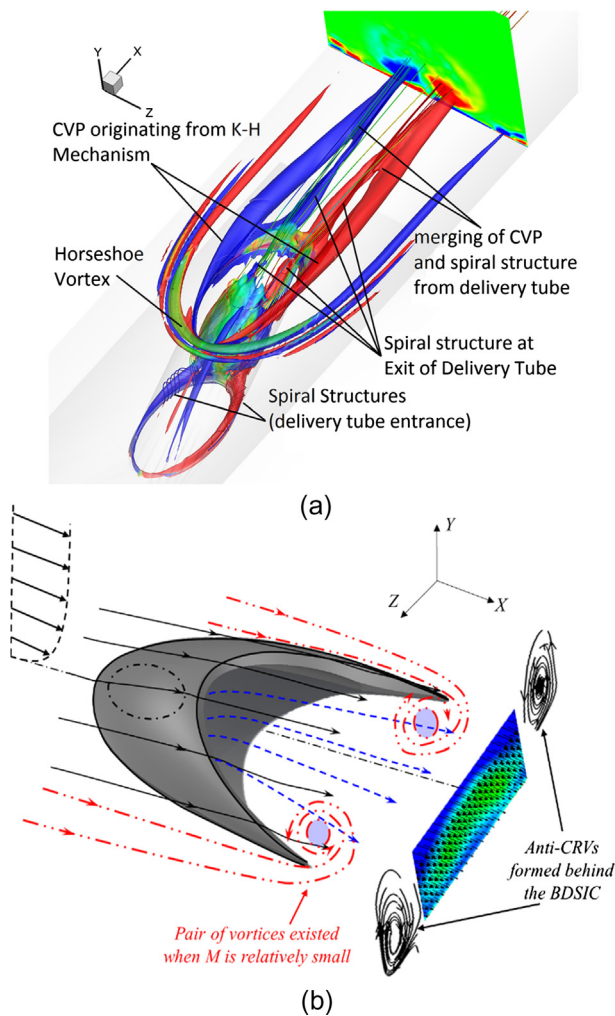 Y
X
Z
CVP originating from K-H
Mechanism
Horseshoe
Vortex
merging of CVP
and spiral structure
from delivery tube
Spiral structure at
Exit of Delivery Tube
Spiral Structures
(delivery tube entrance)
(a)
Y
Z
X
Anti-CRVs
formed behind
the BDSIC
Pair of vortices existed
when M is relatively small
(b)